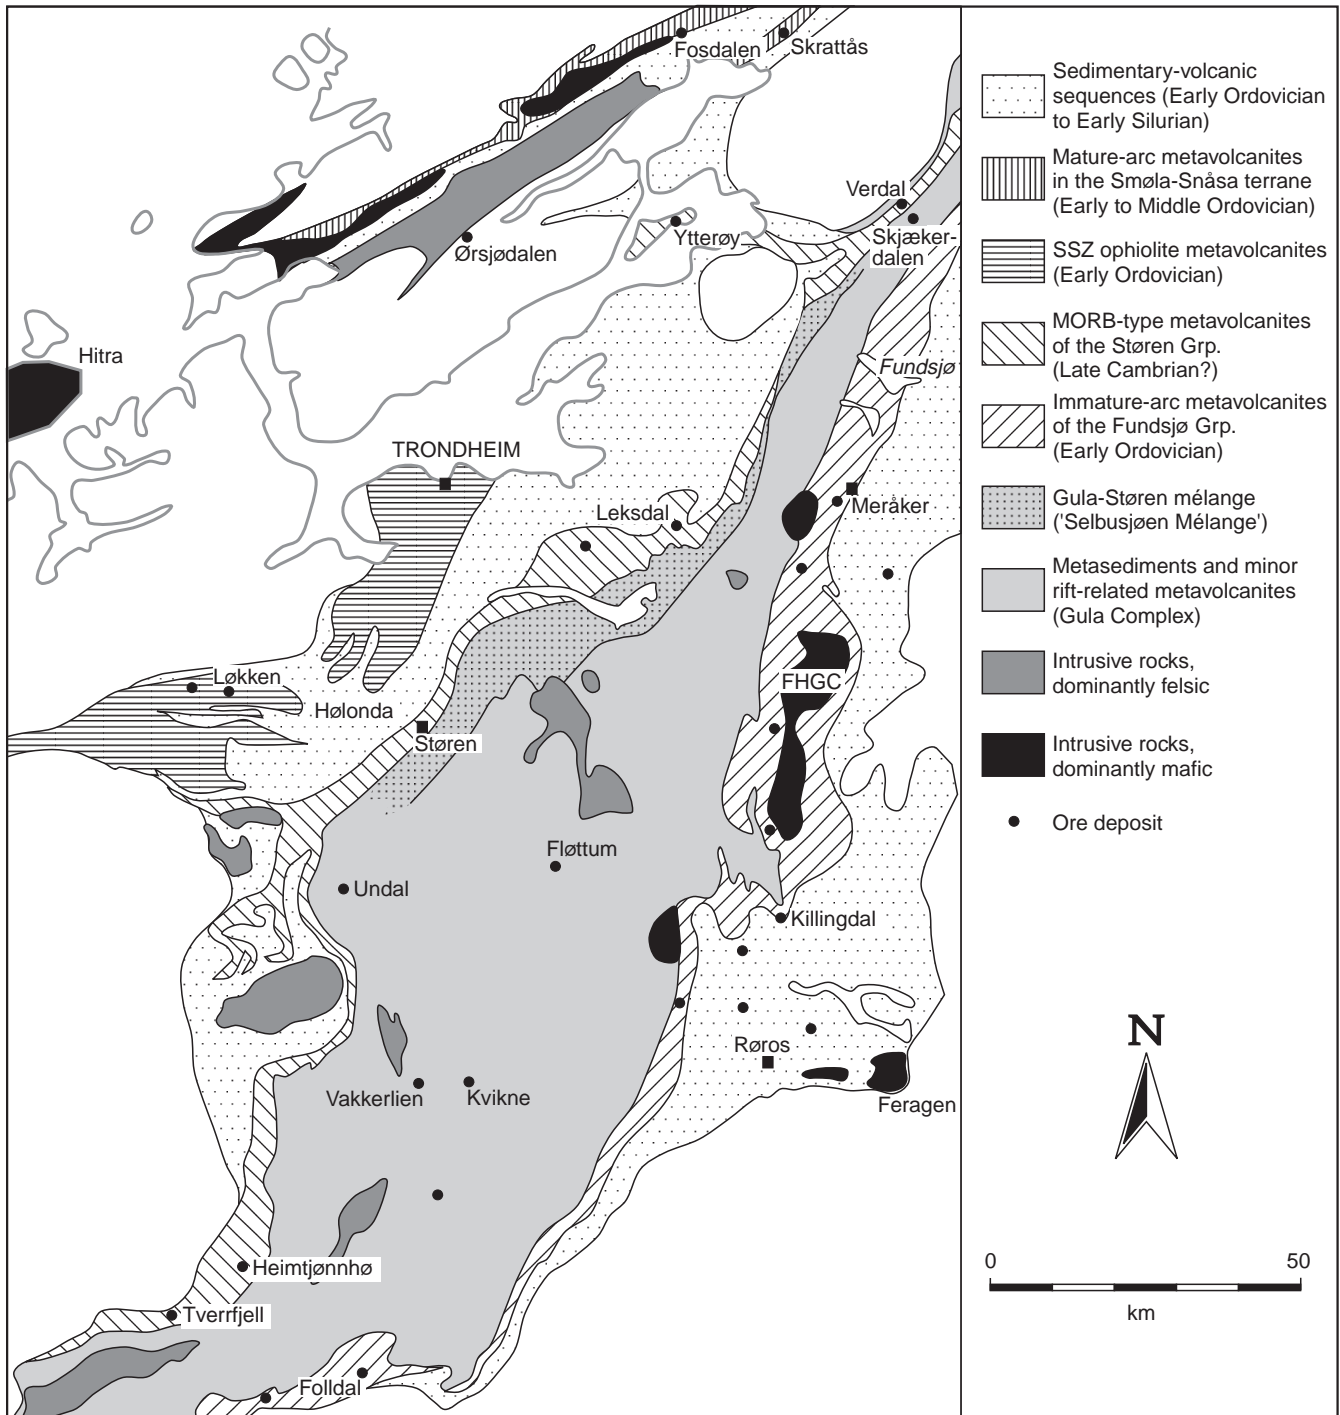 Fosdalen
Skrattås
Verdal
Ytterøy
Skjæker-
dalen
Ørsjødalen
Hitra
Fundsjø
TRONDHEIM
Leksdal
Meråker
Løkken
FHGC
Hølonda
Støren
Fløttum
Undal
Killingdal
Røros
Vakkerlien
Kvikne
Feragen
Heimtjønnhø
Tverrfjell
Folldal
Sedimentary-volcanic
sequences (Early Ordovician
to Early Silurian)
Mature-arc metavolcanites
in the Smøla-Snåsa terrane
(Early to Middle Ordovician)
SSZ ophiolite metavolcanites
(Early Ordovician)
MORB-type metavolcanites
of the Støren Grp.
(Late Cambrian?)
Immature-arc metavolcanites
of the Fundsjø Grp.
(Early Ordovician)
Gula-Støren mélange
('Selbusjøen Mélange')
Metasediments and minor
rift-related metavolcanites
(Gula Complex)
Intrusive rocks,
dominantly felsic
Intrusive rocks,
dominantly mafic
Ore deposit
N
0 50
km